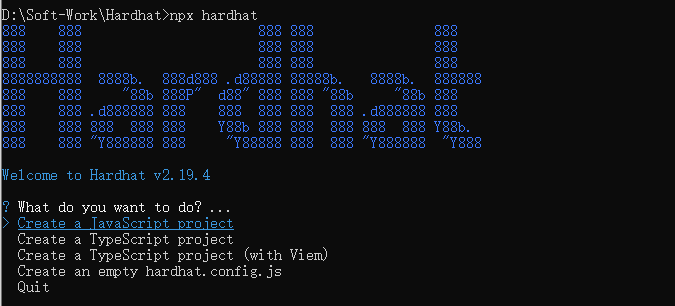 D:\Soft-Work\Hardhat>npx hardhat
888    888                      888 888               888
888    888                      888 888               888
888    888                      888 888               888
8888888888  8888b.  888d888 .d88888 88888b.   8888b.  888888
888    888     "88b 888P"  d88" 888 888 "88b     "88b 888
888    888 .d888888 888    888  888 888  888 .d888888 888
888    888 888  888 888    Y88b 888 888  888 888  888 Y88b.
888    888 "Y888888 888     "Y88888 888  888 "Y888888  "Y888
Welcome to Hardhat v2.19.4
? What do you want to do? ...
> Create a JavaScript project
Create a TypeScript project
Create a TypeScript project (with Viem)
Create an empty hardhat.config.js
Quit